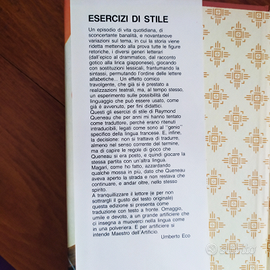 ESERCIZI DI STILE
Un episodio di vita quotidiana, di
sconcertante banalità, e novantanove
variazioni sul tema, in cui la storia viene
ridetta mettendo alla prova tutte le figure
retoriche, i diversi generi letterari
(dall'epico al drammatico, dal racconto
gotico alla lirica giapponese), giocando
con sostituzioni lessicali, frantumando la
sintassi, permutando l'ordine delle lettere
alfabetiche... Un effetto comico
travolgente, che già si è prestato a
realizzazioni teatrali, ma, al tempo stesso,
un esperimento sulle possibilità del
linguaggio che può essere usato, come
già è avvenuto, per fini didattici.
Questi gli esercizi di stile di Raymond
Queneau che per anni mi hanno tentato
come traduttore, perché erano ritenuti
intraducibili, legati come sono al "genio"
specifico della lingua francese. E, infine,
la decisione: non si trattava di tradurre,
almeno nel senso corrente del termine,
ma di capire le regole di gioco che
Queneau si era posto, e quindi giocare la
stessa partita con un'altra lingua.
Magari, come ho fatto, azzardando
qualche mossa in più, dato che Queneau
aveva aperto la strada e non restava che
continuare, e andar oltre, nello stesso
spirito.
A tranquillizzare il lettore (e per non
sottrargli il gusto del testo originale)
questa edizione si presenta come
traduzione con testo a fronte. Omaggio,
umile e devoto, a un grande artificiere che
ci insegna a muoverci nella lingua come
in una polveriera. E per artificiere si
intende Maestro dell'Artificio.
Umberto Eco